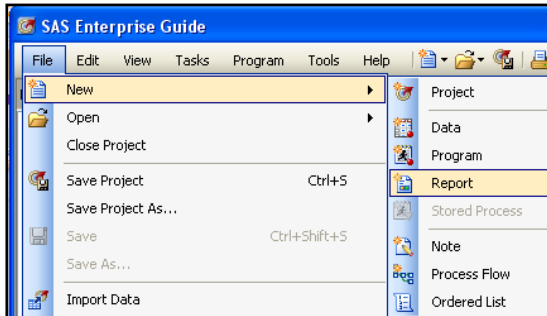 SAS Enterprise Guide
File Edit View Tasks Program Tools Help
New
Open
Close Project
Save Project Ctrl+S
Save Project As...
Save Ctrl+Shift+S
Save As...
Import Data
Project
Data
Program
Report
Stored Process
Note
Process Flow
Ordered List